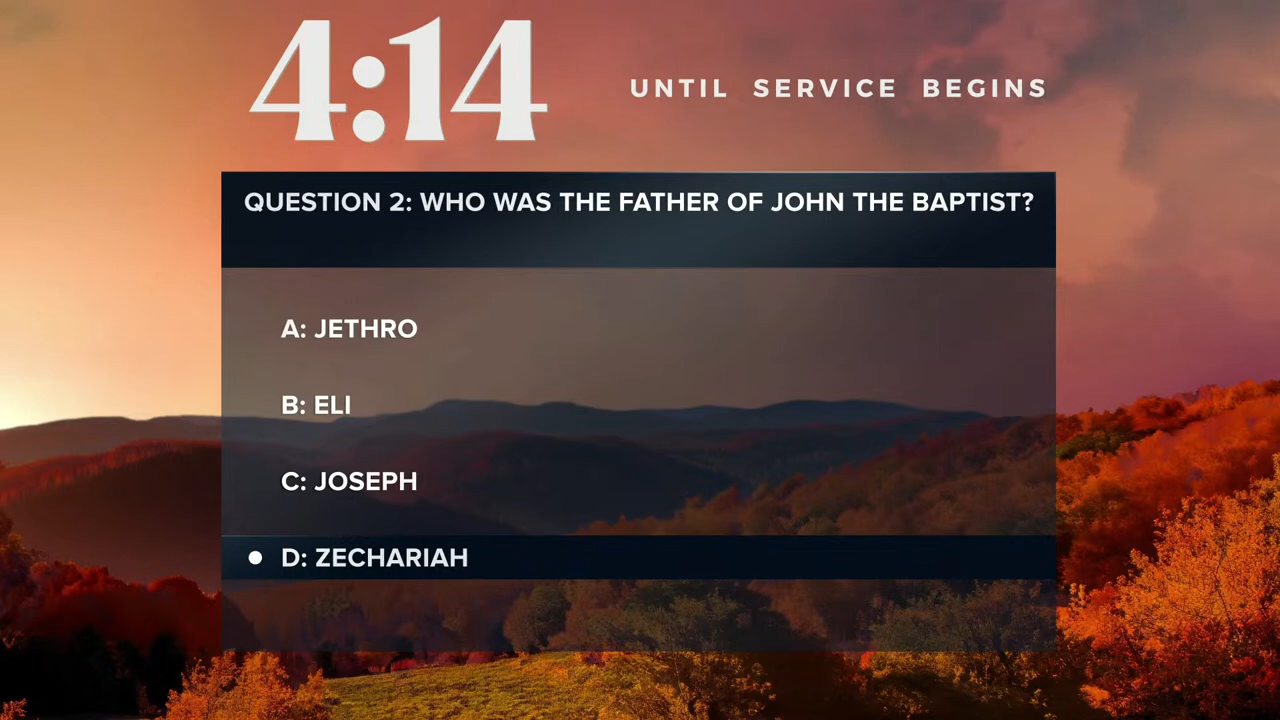 4:14
UNTIL SERVICE BEGINS
QUESTION 2: WHO WAS THE FATHER OF JOHN THE BAPTIST?
A: JETHRO
B: ELI
C: JOSEPH
D: ZECHARIAH